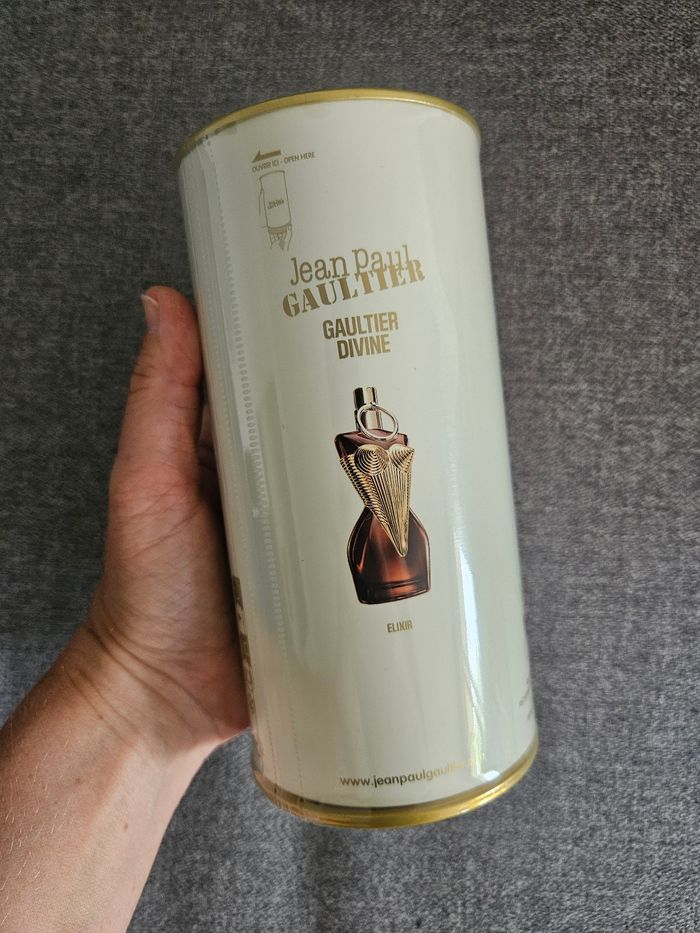 OUVRIR ICI - OPEN HERE
Jean Paul
GAULTIER
GAULTIER
DIVINE
ELIXIR